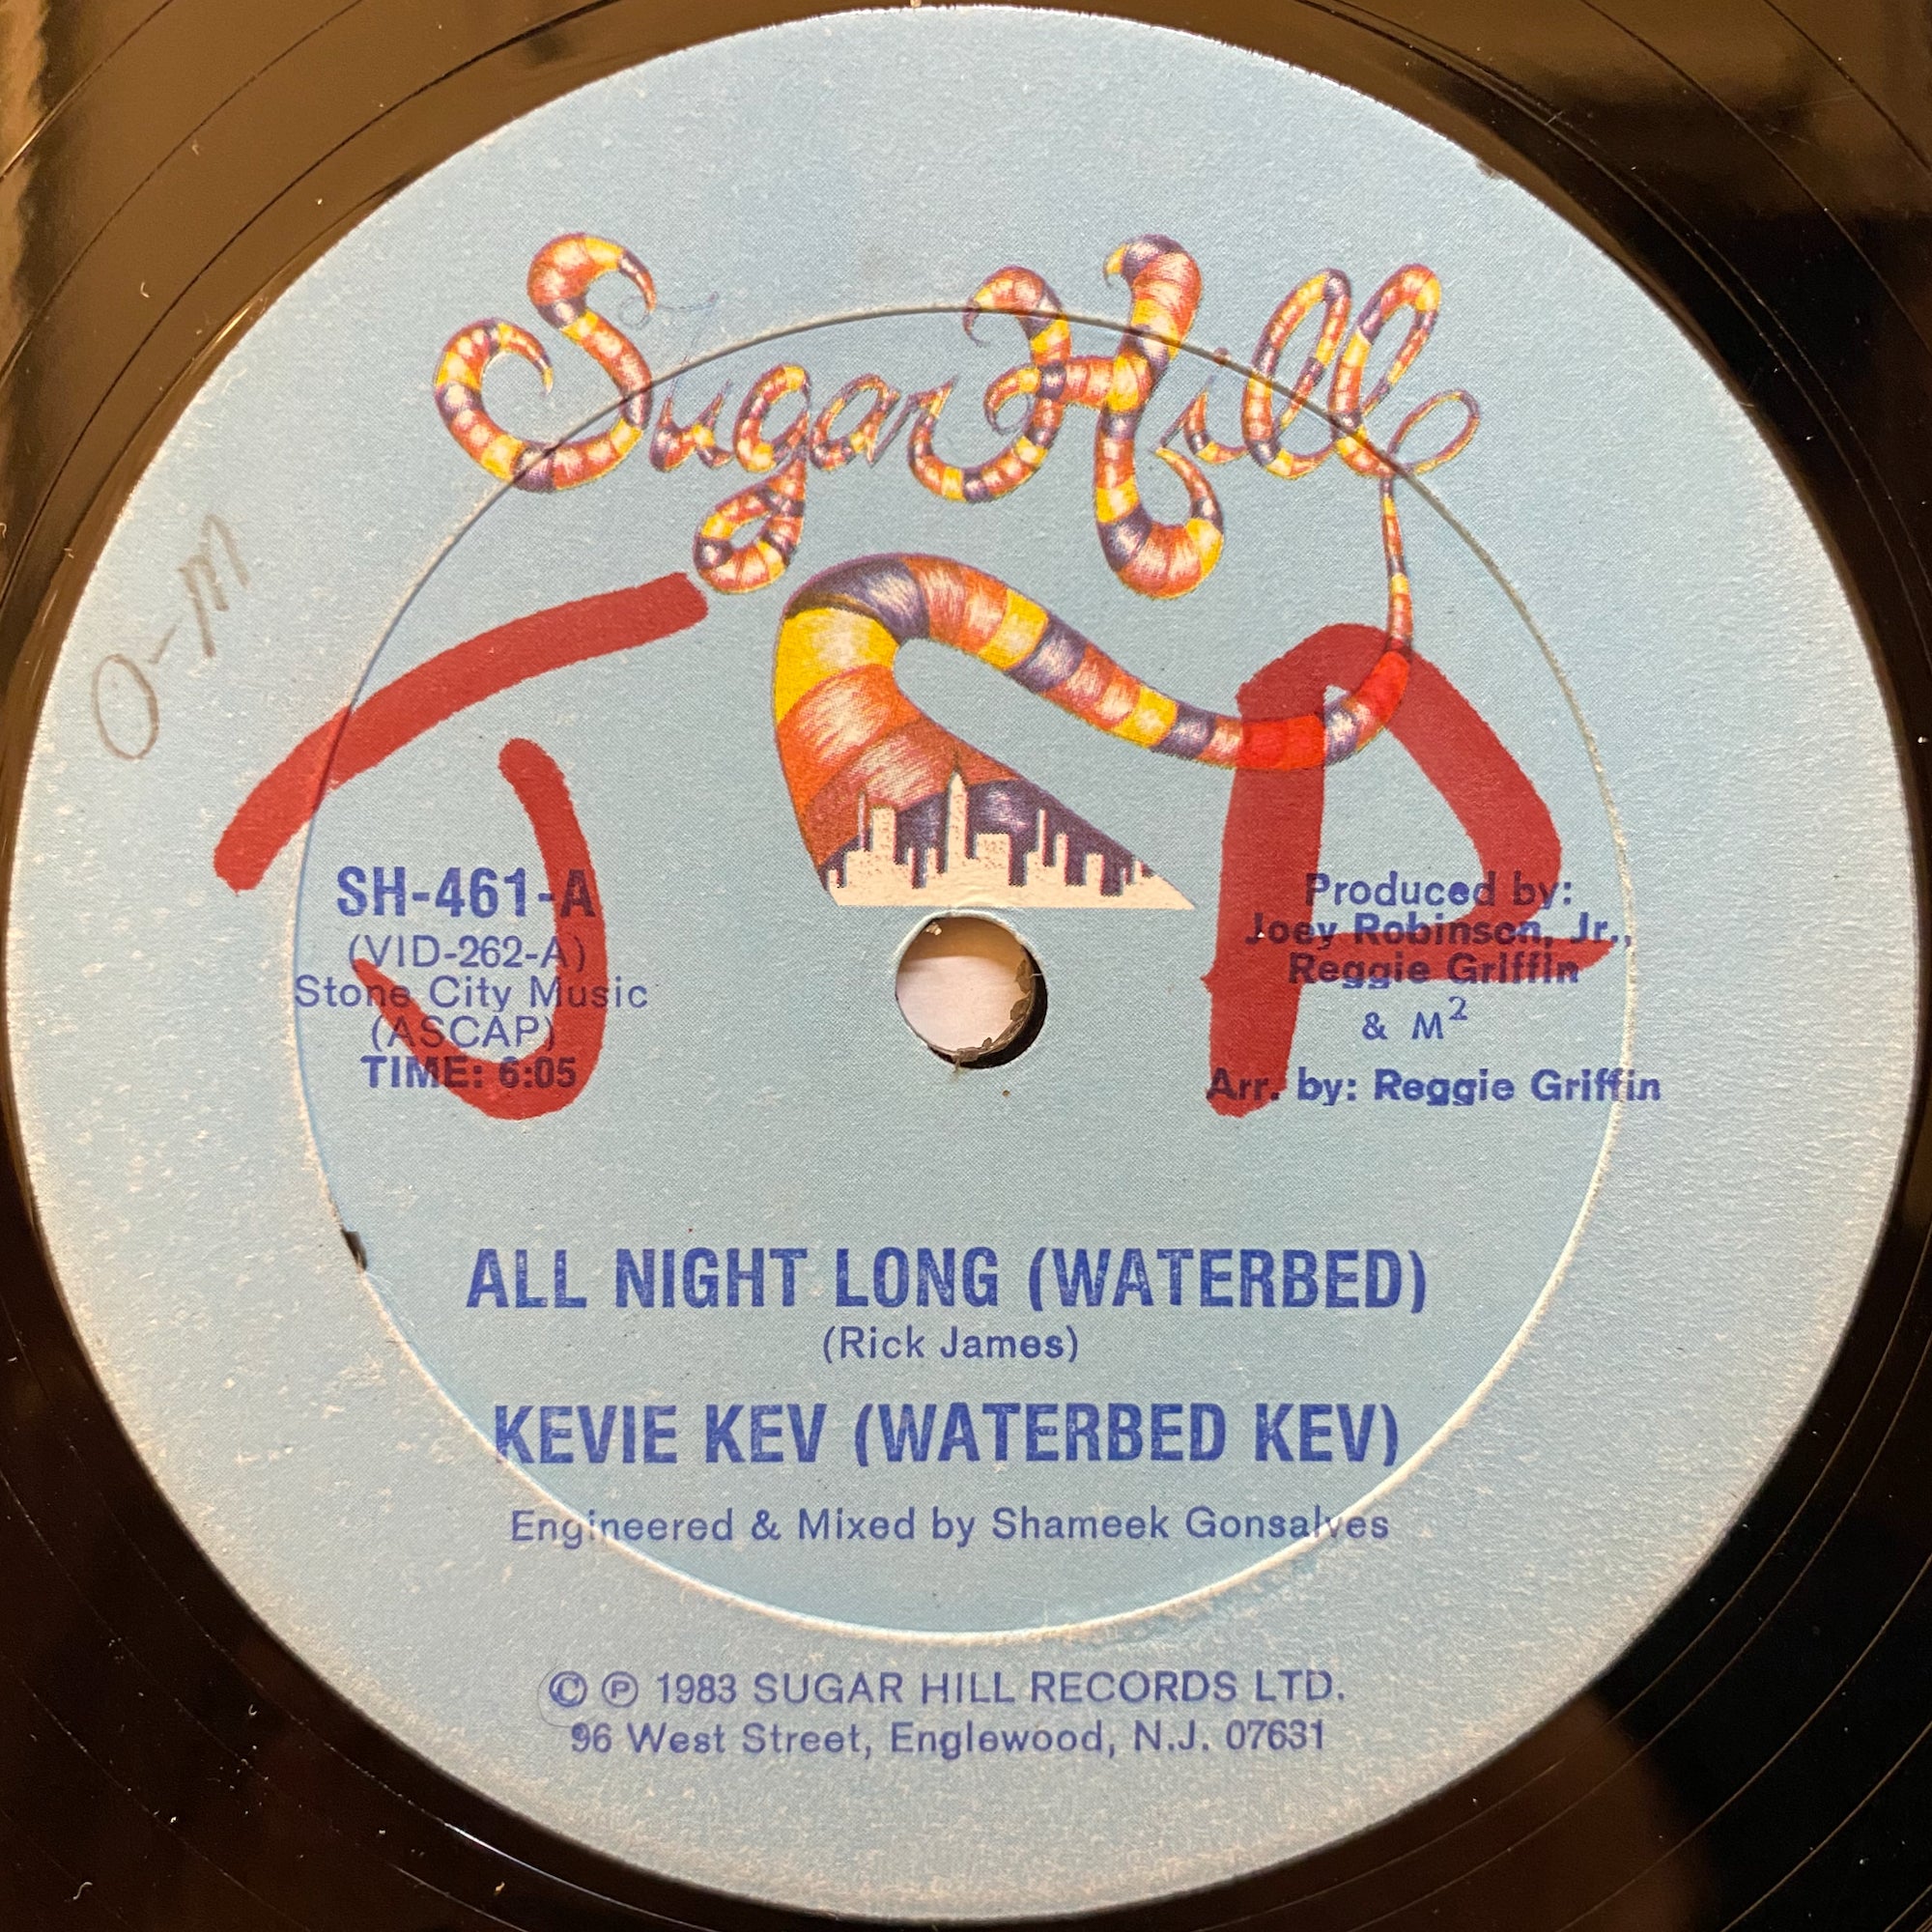 Sugar Hill
O-M
J R
SH-461-A
(VID-262-A)
Stone City Music
(ASCAP)
TIME: 6:05
Produced by:
Joey Robinson, Jr.,
Reggie Griffin
& M²
Arr. by: Reggie Griffin
ALL NIGHT LONG (WATERBED)
(Rick James)
KEVIE KEV (WATERBED KEV)
Engineered & Mixed by Shameek Gonsalves
© ℗ 1983 SUGAR HILL RECORDS LTD.
96 West Street, Englewood, N.J. 07631